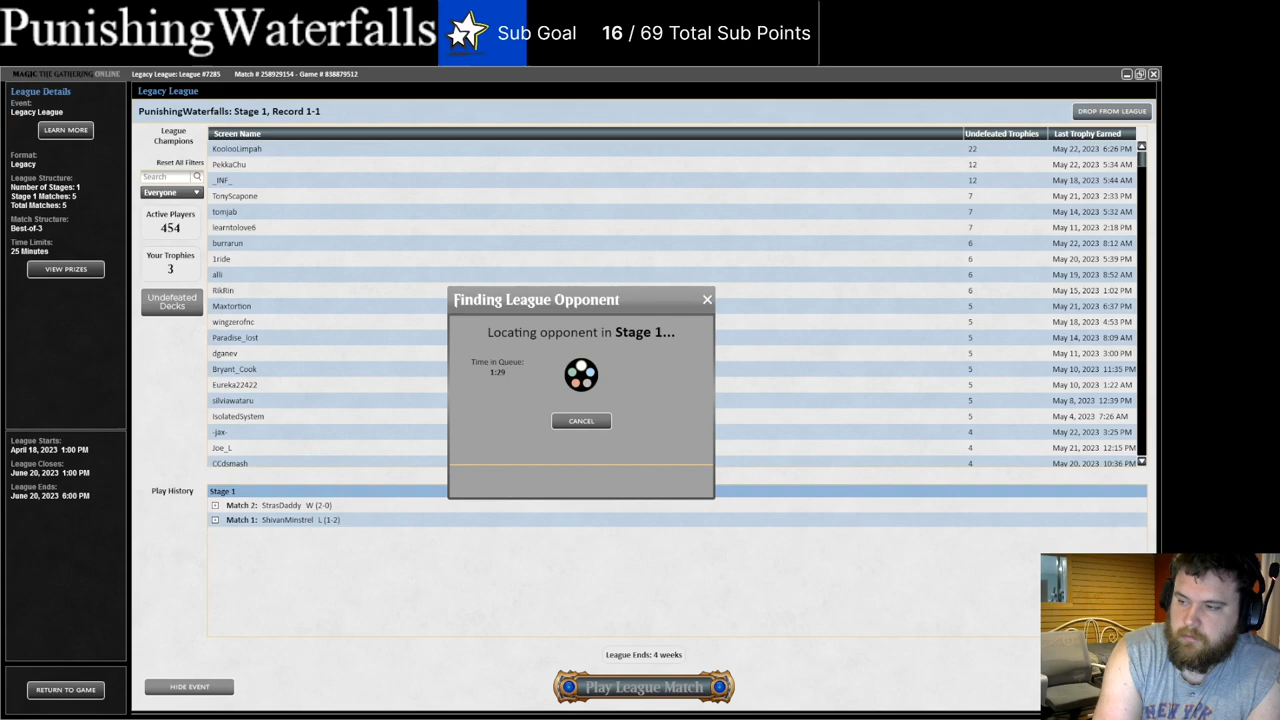 PunishingWaterfalls
Sub Goal 16 / 69 Total Sub Points
MAGIC THE GATHERING ONLINE
Legacy League: League #7285 Match # 258929154 - Game # 838879512
League Details
Event:
Legacy League
LEARN MORE
Format:
Legacy
League Structure:
Number of Stages: 1
Stage 1 Matches: 5
Total Matches: 5
Match Structure:
Best-of-3
Time Limits:
25 Minutes
VIEW PRIZES
League Starts:
April 18, 2023 1:00 PM
League Closes:
June 20, 2023 1:00 PM
League Ends:
June 20, 2023 6:00 PM
RETURN TO GAME
Legacy League
PunishingWaterfalls: Stage 1, Record 1-1
DROP FROM LEAGUE
League
Champions
Reset All Filters
Search
Everyone
Active Players
454
Your Trophies
3
Undefeated
Decks
Screen Name Undefeated Trophies Last Trophy Earned
KoolooLimpah 22 May 22, 2023 6:26 PM
PekkaChu 12 May 22, 2023 5:34 AM
_INF_ 12 May 18, 2023 5:44 AM
TonyScapone 7 May 21, 2023 2:33 PM
tomjab 7 May 14, 2023 5:32 AM
learntolove6 7 May 11, 2023 2:18 PM
burrarun 6 May 22, 2023 8:12 AM
1ride 6 May 20, 2023 5:39 PM
alli 6 May 19, 2023 8:52 AM
RikRin 6 May 15, 2023 1:02 PM
Maxtortion 5 May 21, 2023 6:37 PM
wingzerofnc 5 May 18, 2023 4:53 PM
Paradise_lost 5 May 14, 2023 8:09 AM
dganev 5 May 11, 2023 3:00 PM
Bryant_Cook 5 May 10, 2023 11:35 PM
Eureka22422 5 May 10, 2023 1:22 AM
silviawataru 5 May 8, 2023 12:39 PM
IsolatedSystem 5 May 4, 2023 7:26 AM
-jax- 4 May 22, 2023 3:25 PM
Joe_L 4 May 21, 2023 12:15 PM
CCdsmash 4 May 20, 2023 10:36 PM
Finding League Opponent
Locating opponent in Stage 1...
Time in Queue:
1:29
CANCEL
Play History
Stage 1
Match 2: StrasDaddy W (2-0)
Match 1: ShivanMinstrel L (1-2)
League Ends: 4 weeks
HIDE EVENT
Play League Match
NEW YORK